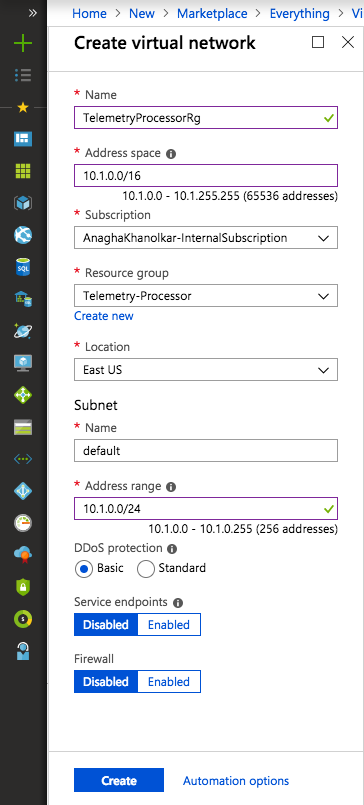 » Home > New > Marketplace > Everything > Vi
Create virtual network
* Name
TelemetryProcessorRg
* Address space
10.1.0.0/16
10.1.0.0 - 10.1.255.255 (65536 addresses)
* Subscription
AnaghaKhanolkar-InternalSubscription
* Resource group
Telemetry-Processor
Create new
* Location
East US
Subnet
* Name
default
* Address range
10.1.0.0/24
10.1.0.0 - 10.1.0.255 (256 addresses)
DDoS protection
Basic Standard
Service endpoints
Disabled Enabled
Firewall
Disabled Enabled
Create Automation options